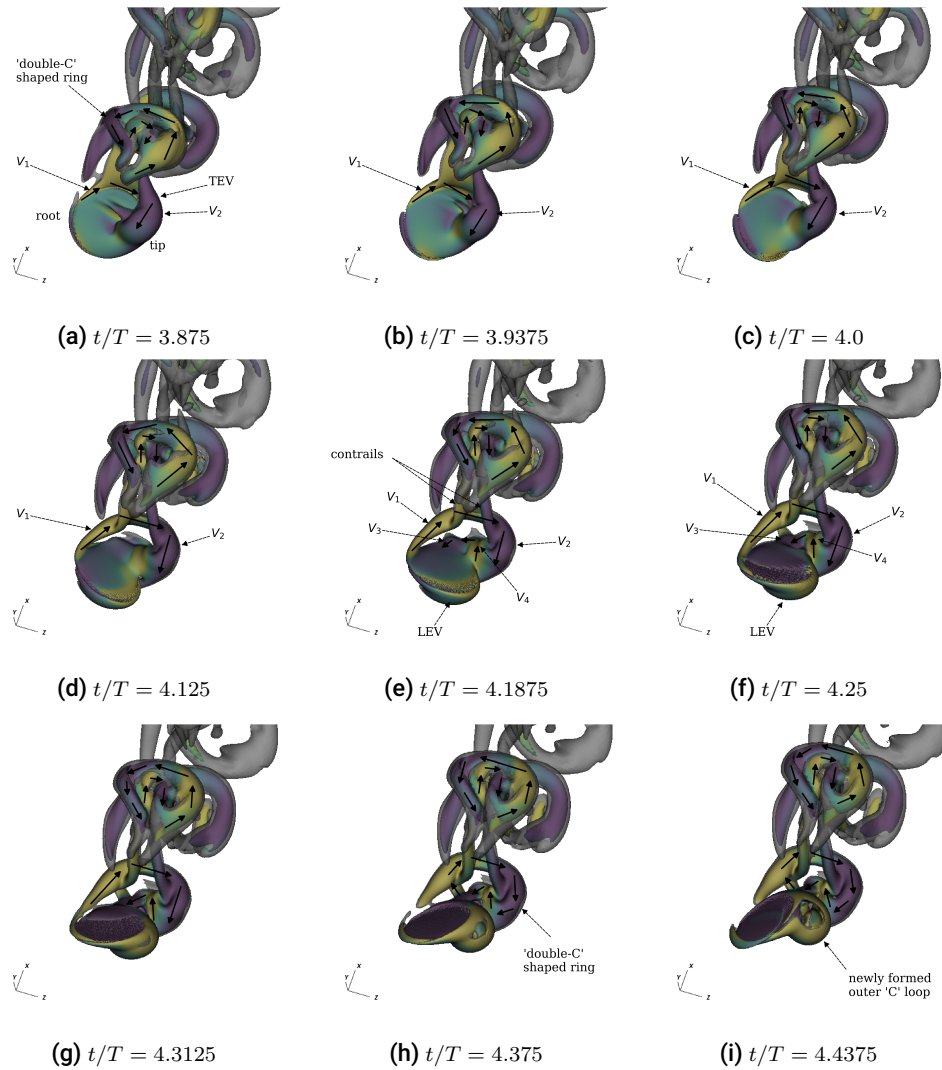 'double-C'
shaped ring
V1
root
TEV
V2
tip
X
Y
Z
(a) t/T = 3.875
V1
V2
X
Y
Z
(b) t/T = 3.9375
V1
V2
X
Y
Z
(c) t/T = 4.0
V1
V2
X
Y
Z
(d) t/T = 4.125
contrails
V1
V3
V2
V4
LEV
X
Y
Z
(e) t/T = 4.1875
V1
V2
V3
V4
LEV
X
Y
Z
(f) t/T = 4.25
X
Y
Z
(g) t/T = 4.3125
'double-C'
shaped ring
X
Y
Z
(h) t/T = 4.375
newly formed
outer 'C' loop
X
Y
Z
(i) t/T = 4.4375